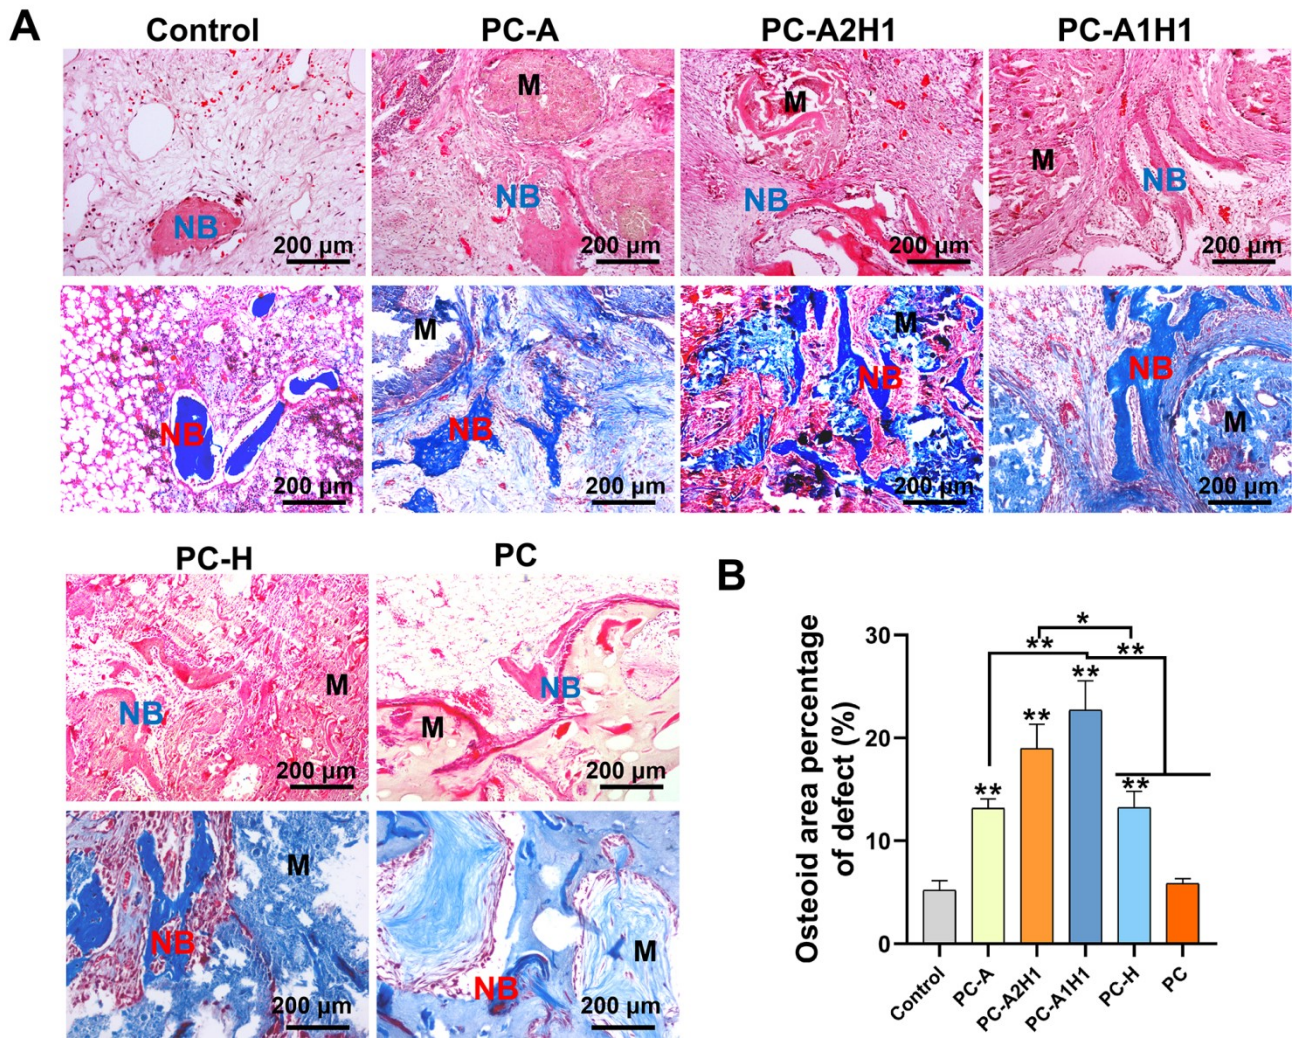 A
Control
PC-A
PC-A2H1
PC-A1H1
NB
200 μm
M
NB
200 μm
M
NB
200 μm
M
NB
200 μm
NB
200 μm
M
NB
200 μm
M
NB
200 μm
NB
M
200 μm
PC-H
PC
NB
M
200 μm
NB
M
200 μm
M
NB
200 μm
M
NB
200 μm
B
Osteoid area percentage
of defect (%)
30
20
10
0
*
**
**
**
**
**
**
Control
PC-A
PC-A2H1
PC-A1H1
PC-H
PC